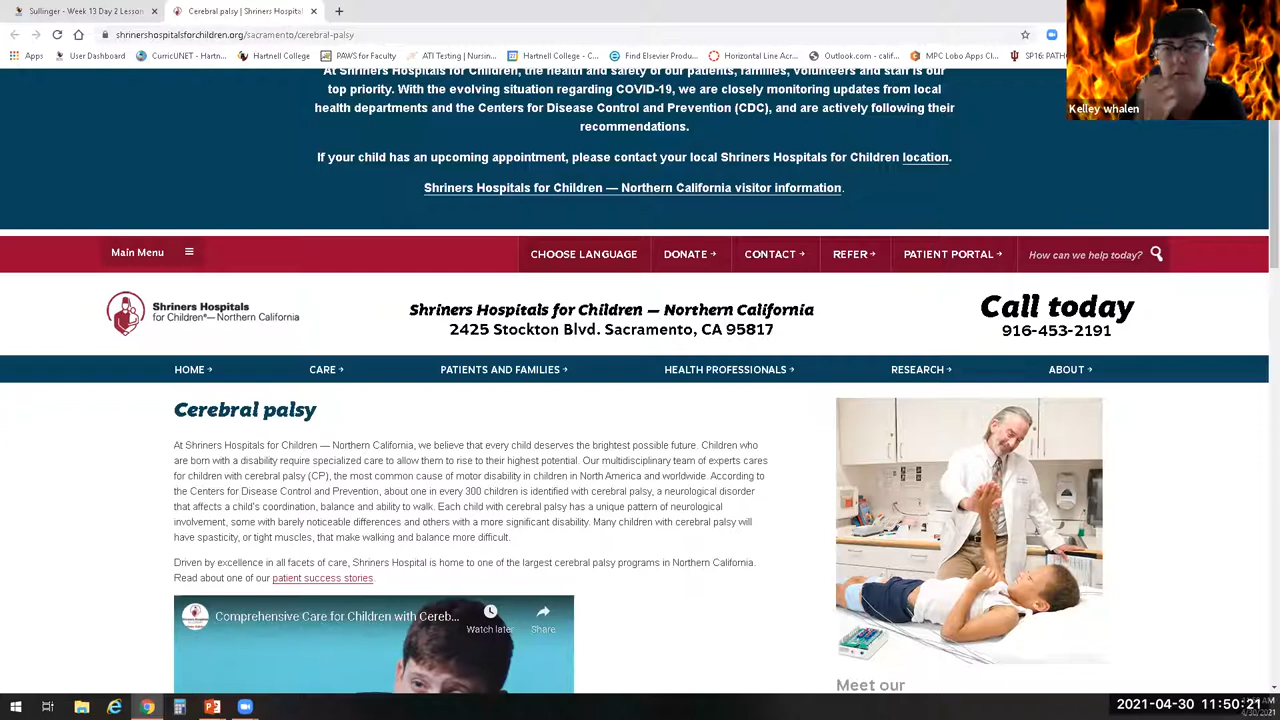 Sullinger - Week 13 Day 2 Lesson
Cerebral palsy | Shriners Hospita
shrinershospitalsforchildren.org/sacramento/cerebral-palsy
Apps
User Dashboard
CurricUNET - Hartn...
Hartnell College
PAWS for Faculty
ATI Testing | Nursin...
Hartnell College - C...
Find Elsevier Produ...
Horizontal Line Acr...
Outlook.com - calif...
MPC Lobo Apps Cl...
SP16: PATH
Kelley whalen
At Shriners Hospitals for Children, the health and safety of our patients, families, volunteers and staff is our
top priority. With the evolving situation regarding COVID-19, we are closely monitoring updates from local
health departments and the Centers for Disease Control and Prevention (CDC), and are actively following their
recommendations.
If your child has an upcoming appointment, please contact your local Shriners Hospitals for Children location.
Shriners Hospitals for Children — Northern California visitor information.
Main Menu
CHOOSE LANGUAGE
DONATE
CONTACT
REFER
PATIENT PORTAL
How can we help today?
Shriners Hospitals
for Children®— Northern California
Shriners Hospitals for Children — Northern California
2425 Stockton Blvd. Sacramento, CA 95817
Call today
916-453-2191
HOME
CARE
PATIENTS AND FAMILIES
HEALTH PROFESSIONALS
RESEARCH
ABOUT
Cerebral palsy
At Shriners Hospitals for Children — Northern California, we believe that every child deserves the brightest possible future. Children who
are born with a disability require specialized care to allow them to rise to their highest potential. Our multidisciplinary team of experts cares
for children with cerebral palsy (CP), the most common cause of motor disability in children in North America and worldwide. According to
the Centers for Disease Control and Prevention, about one in every 300 children is identified with cerebral palsy, a neurological disorder
that affects a child's coordination, balance and ability to walk. Each child with cerebral palsy has a unique pattern of neurological
involvement, some with barely noticeable differences and others with a more significant disability. Many children with cerebral palsy will
have spasticity, or tight muscles, that make walking and balance more difficult.
Driven by excellence in all facets of care, Shriners Hospital is home to one of the largest cerebral palsy programs in Northern California.
Read about one of our patient success stories.
Comprehensive Care for Children with Cereb...
Watch later
Share
Meet our
2021-04-30 11:50:21